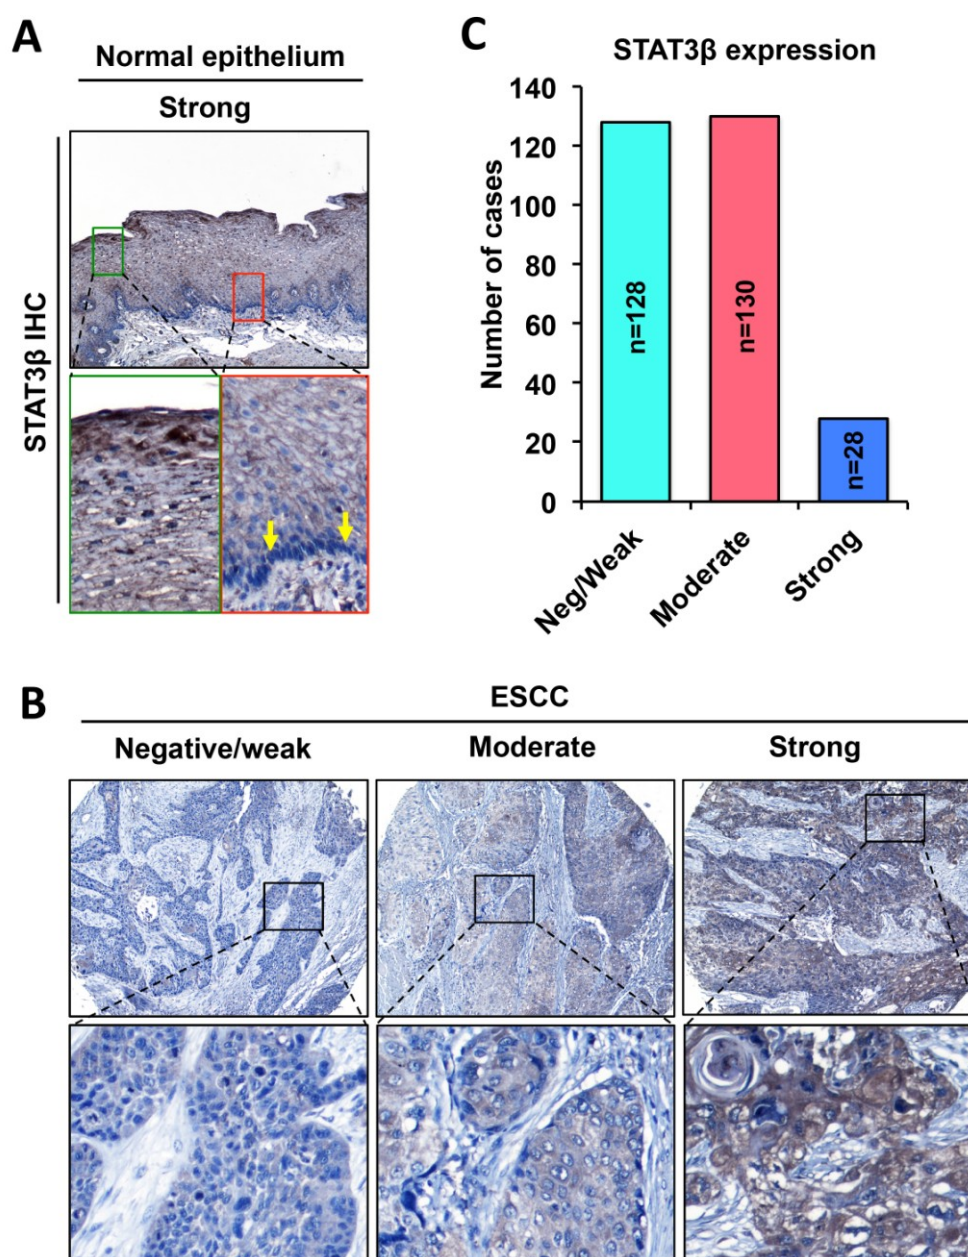 A
Normal epithelium
Strong
STAT3β IHC
C
STAT3β expression
Number of cases
140
120
100
80
60
40
20
0
n=128
n=130
n=28
Neg/Weak
Moderate
Strong
B
ESCC
Negative/weak
Moderate
Strong